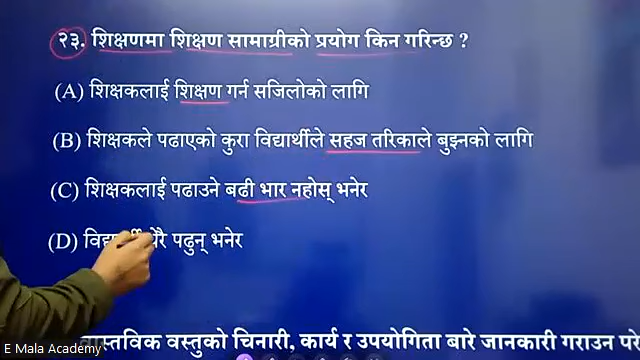 २३. शिक्षणमा शिक्षण सामाग्रीको प्रयोग किन गरिन्छ ?
(A) शिक्षकलाई शिक्षण गर्न सजिलोको लागि
(B) शिक्षकले पढाएको कुरा विद्यार्थीले सहज तरिकाले बुझ्नको लागि
(C) शिक्षकलाई पढाउने बढी भार नहोस् भनेर
(D) पढुन् भनेर
वास्तविक वस्तुको चिनारी, कार्य र उपयोगिता बारे जानकारी गराउन
E Mala Academy